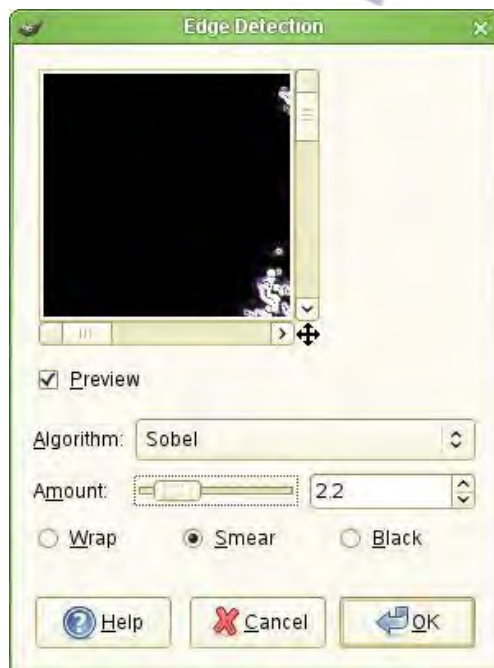 Edge Detection
Preview
Algorithm: Sobel
Amount: 2.2
Wrap Smear Black
Help Cancel OK